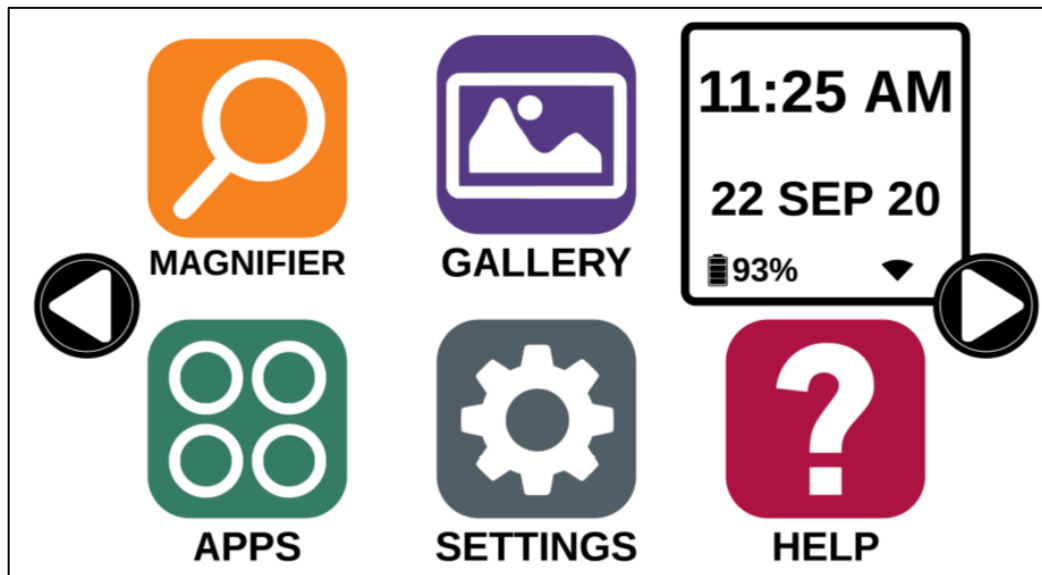 11:25 AM
22 SEP 20
93%
MAGNIFIER
GALLERY
APPS
SETTINGS
?
HELP